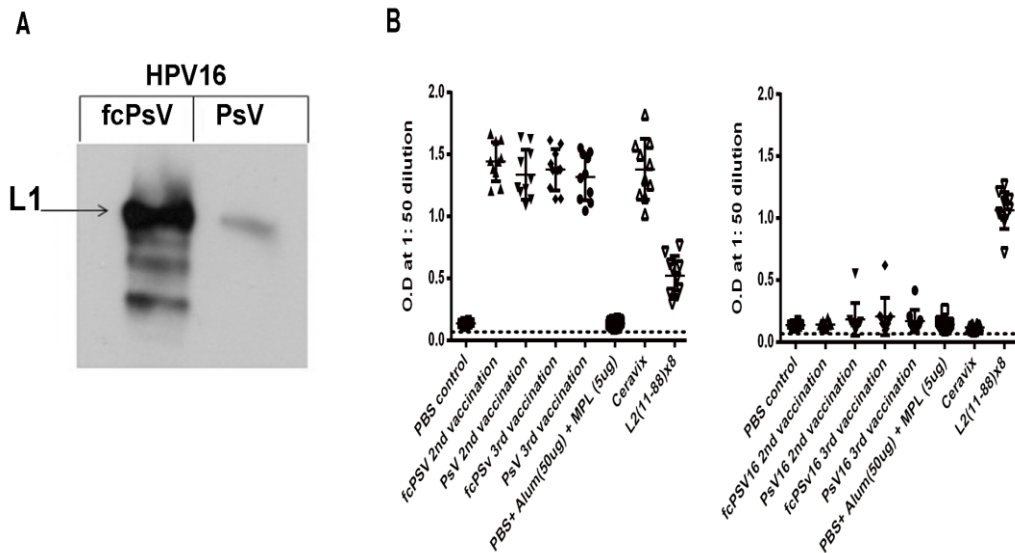 A
HPV16
fcPsV PsV
L1
B
O.D at 1: 50 dilution
2.0
1.5
1.0
0.5
0.0
PBS control
fcPSV 2nd vaccination
PsV 2nd vaccination
fcPSv 3rd vaccination
PsV 3rd vaccination
PBS+ Alum(50ug) + MPL (5ug)
Ceravix
L2(11-88)x8
O.D at 1: 50 dilution
2.0
1.5
1.0
0.5
0.0
PBS control
fcPSV16 2nd vaccination
PsV16 2nd vaccination
fcPSv16 3rd vaccination
PsV16 3rd vaccination
PBS+ Alum(50ug) + MPL (5ug)
Ceravix
L2(11-88)x8